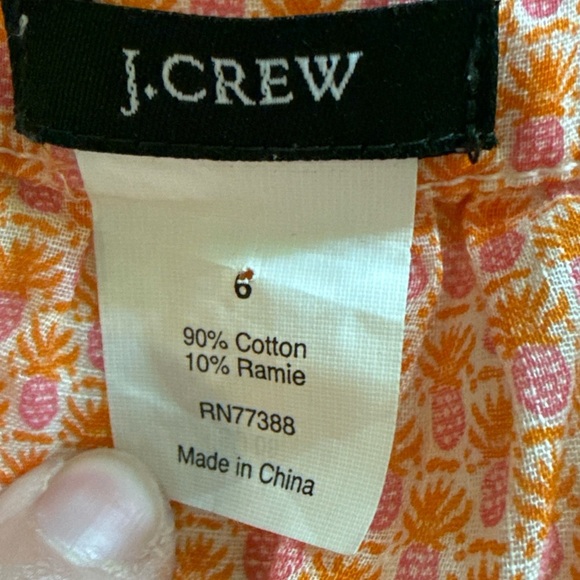 J.CREW
6
90% Cotton
10% Ramie
RN77388
Made in China